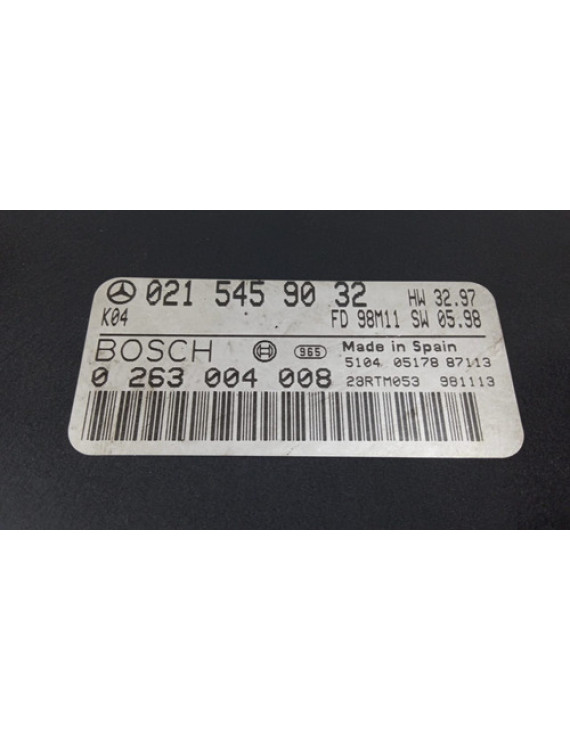 021 545 90 32 HW 32.97
K04 FD 98M11 SW 05.98
BOSCH 965 Made in Spain
5104 05178 87113
0 263 004 008 23RTM053 981113